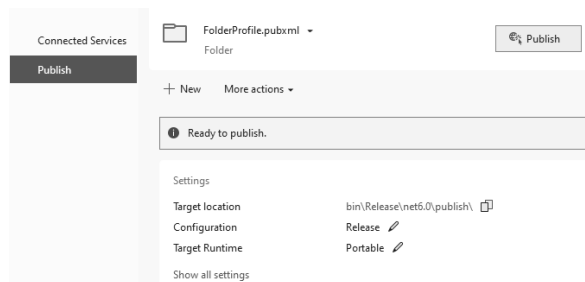 Connected Services
Publish
FolderProfile.pubxml
Folder
Publish
New More actions
Ready to publish.
Settings
Target location bin\Release\net6.0\publish\
Configuration Release
Target Runtime Portable
Show all settings